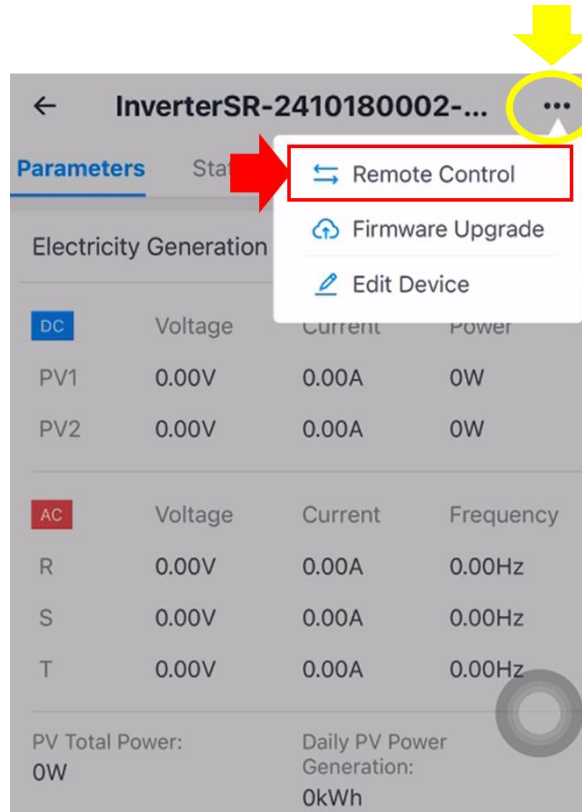 InverterSR-2410180002-...
Parameters
Remote Control
Firmware Upgrade
Edit Device
Electricity Generation
DC Voltage Current Power
PV1 0.00V 0.00A 0W
PV2 0.00V 0.00A 0W
AC Voltage Current Frequency
R 0.00V 0.00A 0.00Hz
S 0.00V 0.00A 0.00Hz
T 0.00V 0.00A 0.00Hz
PV Total Power:
0W
Daily PV Power
Generation:
0kWh